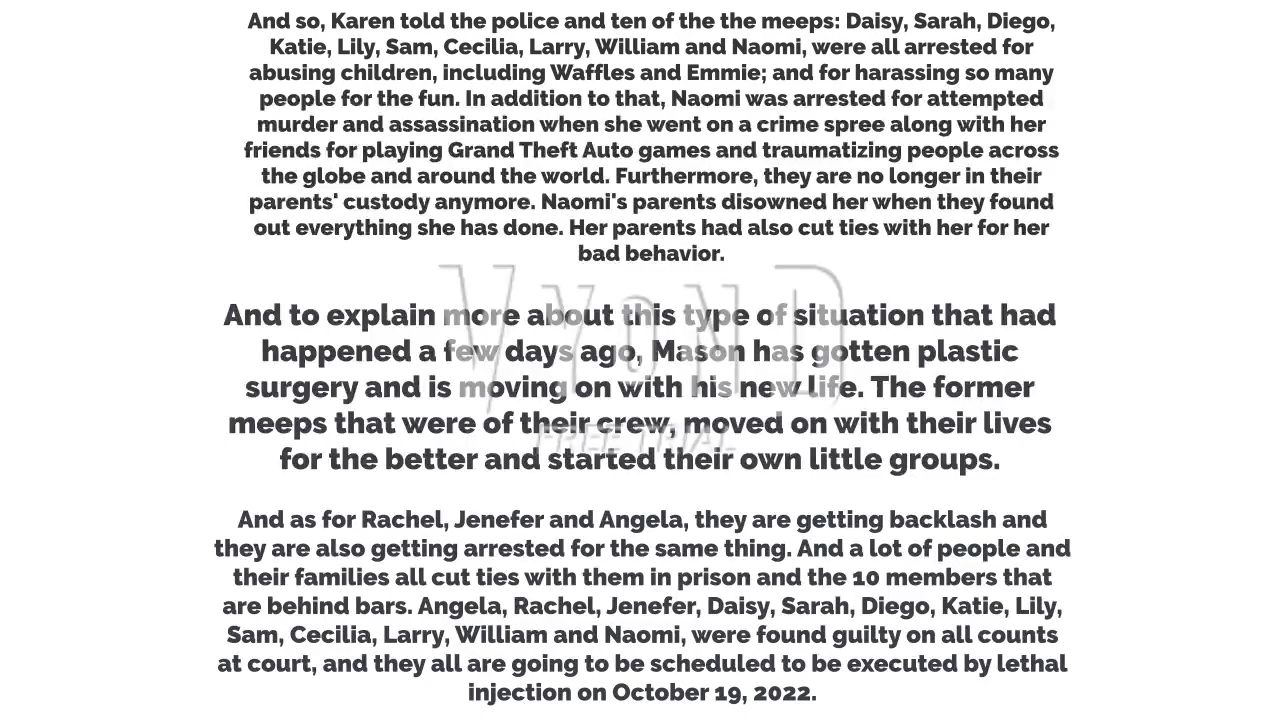 And so, Karen told the police and ten of the the meeps: Daisy, Sarah, Diego,
Katie, Lily, Sam, Cecilia, Larry, William and Naomi, were all arrested for
abusing children, including Waffles and Emmie; and for harassing so many
people for the fun. In addition to that, Naomi was arrested for attempted
murder and assassination when she went on a crime spree along with her
friends for playing Grand Theft Auto games and traumatizing people across
the globe and around the world. Furthermore, they are no longer in their
parents' custody anymore. Naomi's parents disowned her when they found
out everything she has done. Her parents had also cut ties with her for her
bad behavior.
And to explain more about this type of situation that had
happened a few days ago, Mason has gotten plastic
surgery and is moving on with his new life. The former
meeps that were of their crew, moved on with their lives
for the better and started their own little groups.
And as for Rachel, Jenefer and Angela, they are getting backlash and
they are also getting arrested for the same thing. And a lot of people and
their families all cut ties with them in prison and the 10 members that
are behind bars. Angela, Rachel, Jenefer, Daisy, Sarah, Diego, Katie, Lily,
Sam, Cecilia, Larry, William and Naomi, were found guilty on all counts
at court, and they all are going to be scheduled to be executed by lethal
injection on October 19, 2022.
VYOND
FREE TRIAL